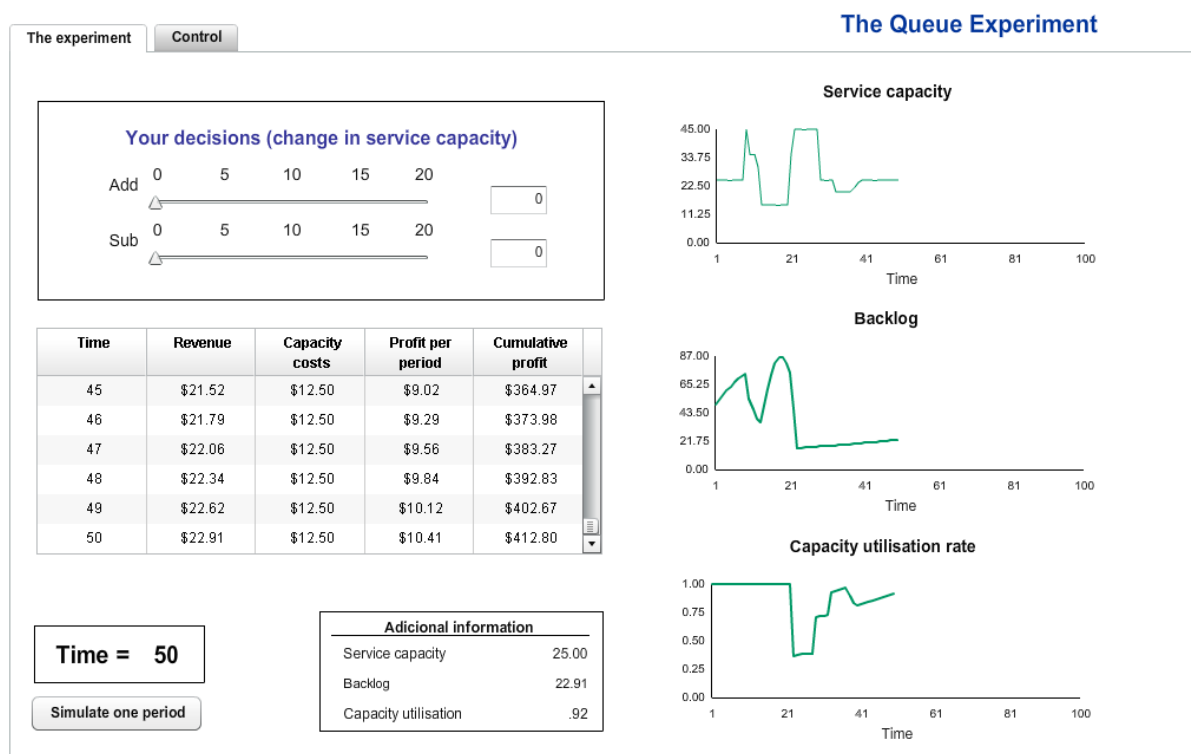 The experiment
Control
The Queue Experiment
Your decisions (change in service capacity)
Add
0 5 10 15 20
0
Sub
0 5 10 15 20
0
Time Revenue Capacity costs Profit per period Cumulative profit
45 $21.52 $12.50 $9.02 $364.97
46 $21.79 $12.50 $9.29 $373.98
47 $22.06 $12.50 $9.56 $383.27
48 $22.34 $12.50 $9.84 $392.83
49 $22.62 $12.50 $10.12 $402.67
50 $22.91 $12.50 $10.41 $412.80
Time = 50
Simulate one period
Adicional information
Service capacity 25.00
Backlog 22.91
Capacity utilisation .92
Service capacity
45.00
33.75
22.50
11.25
0.00
1 21 41 61 81 100
Time
Backlog
87.00
65.25
43.50
21.75
0.00
1 21 41 61 81 100
Time
Capacity utilisation rate
1.00
0.75
0.50
0.25
0.00
1 21 41 61 81 100
Time